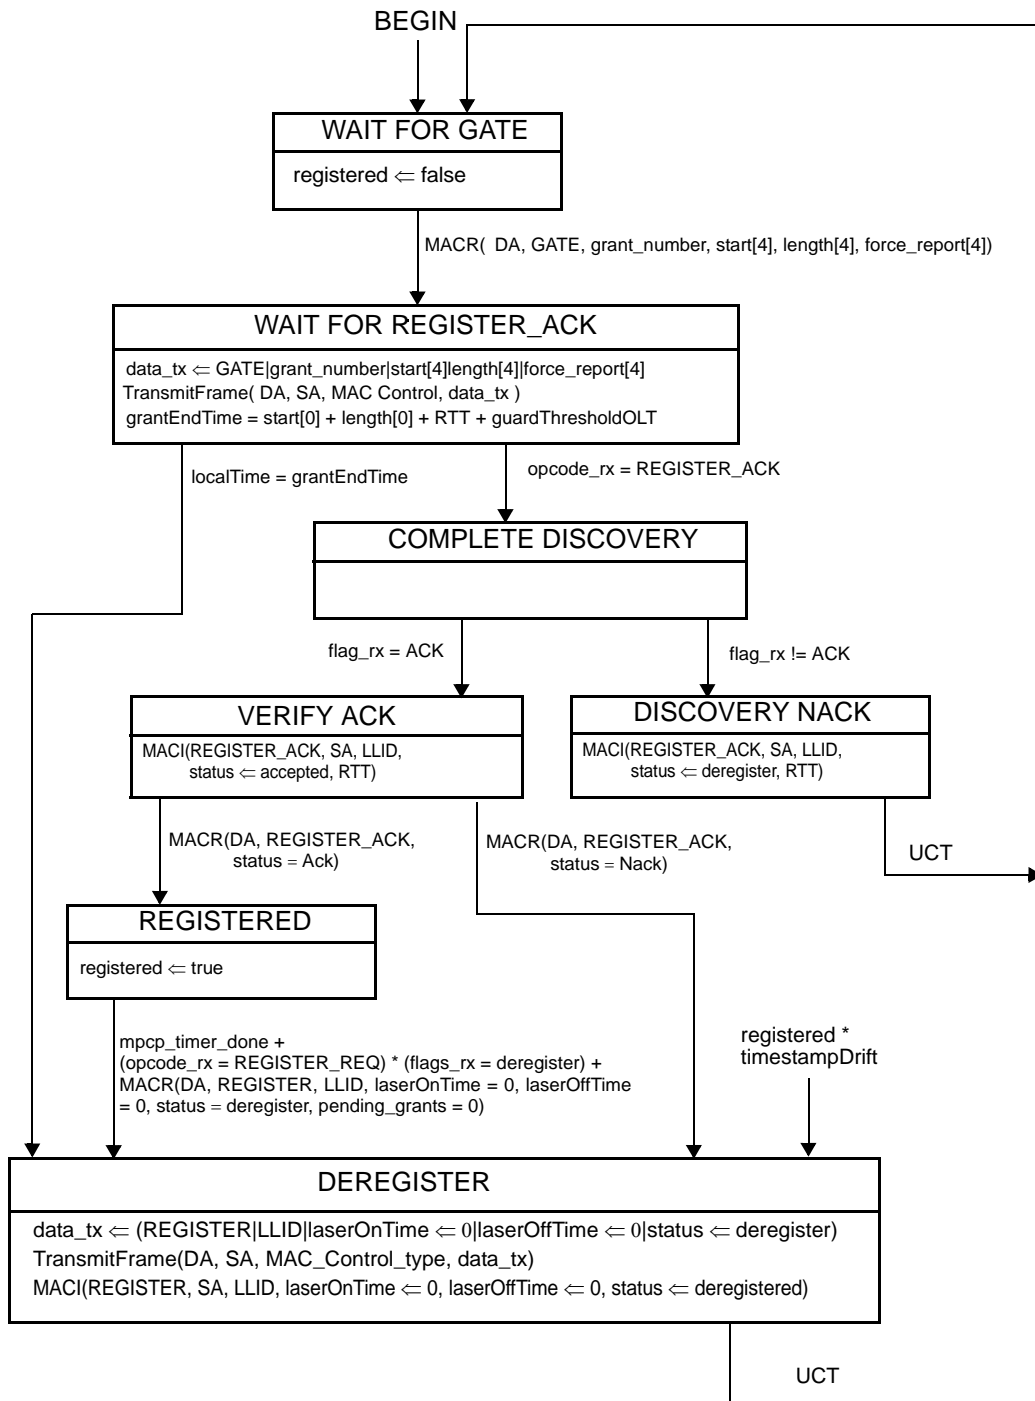 BEGIN
WAIT FOR GATE
registered ⇐ false
MACR( DA, GATE, grant_number, start[4], length[4], force_report[4])
WAIT FOR REGISTER_ACK
data_tx ⇐ GATE|grant_number|start[4]length[4]|force_report[4]
TransmitFrame( DA, SA, MAC Control, data_tx )
grantEndTime = start[0] + length[0] + RTT + guardThresholdOLT
localTime = grantEndTime
opcode_rx = REGISTER_ACK
COMPLETE DISCOVERY
flag_rx = ACK
flag_rx != ACK
VERIFY ACK
MACI(REGISTER_ACK, SA, LLID,
status ⇐ accepted, RTT)
DISCOVERY NACK
MACI(REGISTER_ACK, SA, LLID,
status ⇐ deregister, RTT)
MACR(DA, REGISTER_ACK,
status = Ack)
MACR(DA, REGISTER_ACK,
status = Nack)
UCT
REGISTERED
registered ⇐ true
mpcp_timer_done +
(opcode_rx = REGISTER_REQ) * (flags_rx = deregister) +
MACR(DA, REGISTER, LLID, laserOnTime = 0, laserOffTime
= 0, status = deregister, pending_grants = 0)
registered *
timestampDrift
DEREGISTER
data_tx ⇐ (REGISTER|LLID|laserOnTime ⇐ 0|laserOffTime ⇐ 0|status ⇐ deregister)
TransmitFrame(DA, SA, MAC_Control_type, data_tx)
MACI(REGISTER, SA, LLID, laserOnTime ⇐ 0, laserOffTime ⇐ 0, status ⇐ deregistered)
UCT